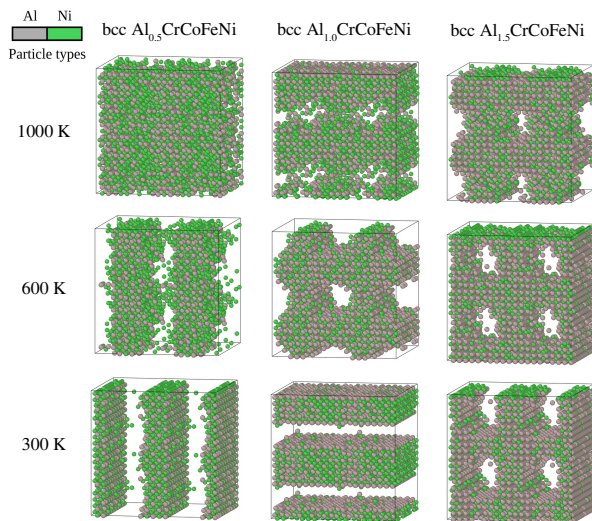 Al Ni
Particle types
bcc Al₀.₅CrCoFeNi
bcc Al₁.₀CrCoFeNi
bcc Al₁.₅CrCoFeNi
1000 K
600 K
300 K